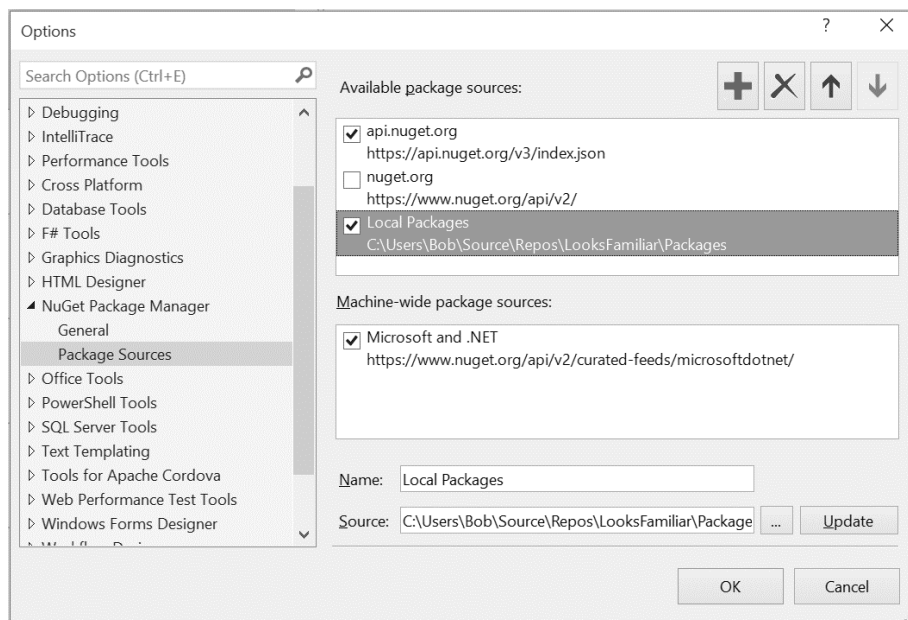 Options
?
Search Options (Ctrl+E)
Debugging
IntelliTrace
Performance Tools
Cross Platform
Database Tools
F# Tools
Graphics Diagnostics
HTML Designer
NuGet Package Manager
General
Package Sources
Office Tools
PowerShell Tools
SQL Server Tools
Text Templating
Tools for Apache Cordova
Web Performance Test Tools
Windows Forms Designer
Available package sources:
api.nuget.org
https://api.nuget.org/v3/index.json
nuget.org
https://www.nuget.org/api/v2/
Local Packages
C:\Users\Bob\Source\Repos\LooksFamiliar\Packages
Machine-wide package sources:
Microsoft and .NET
https://www.nuget.org/api/v2/curated-feeds/microsoftdotnet/
Name: Local Packages
Source: C:\Users\Bob\Source\Repos\LooksFamiliar\Package ... Update
OK Cancel